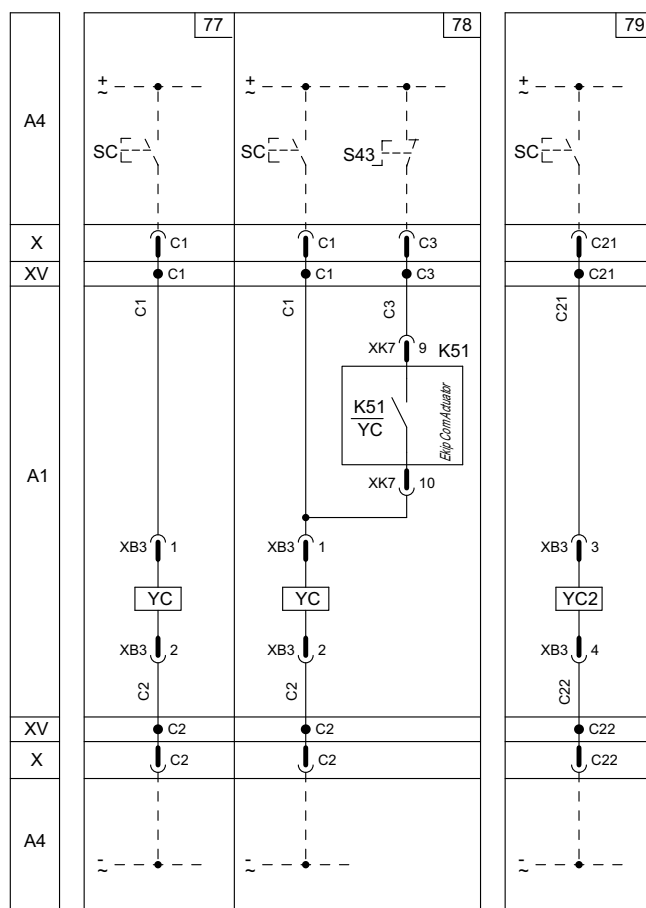 77 78 79
+ + +
~ ~ ~
A4
SC SC S43 SC
X C1 C1 C3 C21
XV C1 C1 C3 C21
C1 C1 C3 C21
XK7 9 K51
K51
YC
Ekip Com Actuator
A1
XK7 10
XB3 1 XB3 1 XB3 3
YC YC YC2
XB3 2 XB3 2 XB3 4
C2 C2 C22
XV C2 C2 C22
X C2 C2 C22
A4
- - -
~ ~ ~